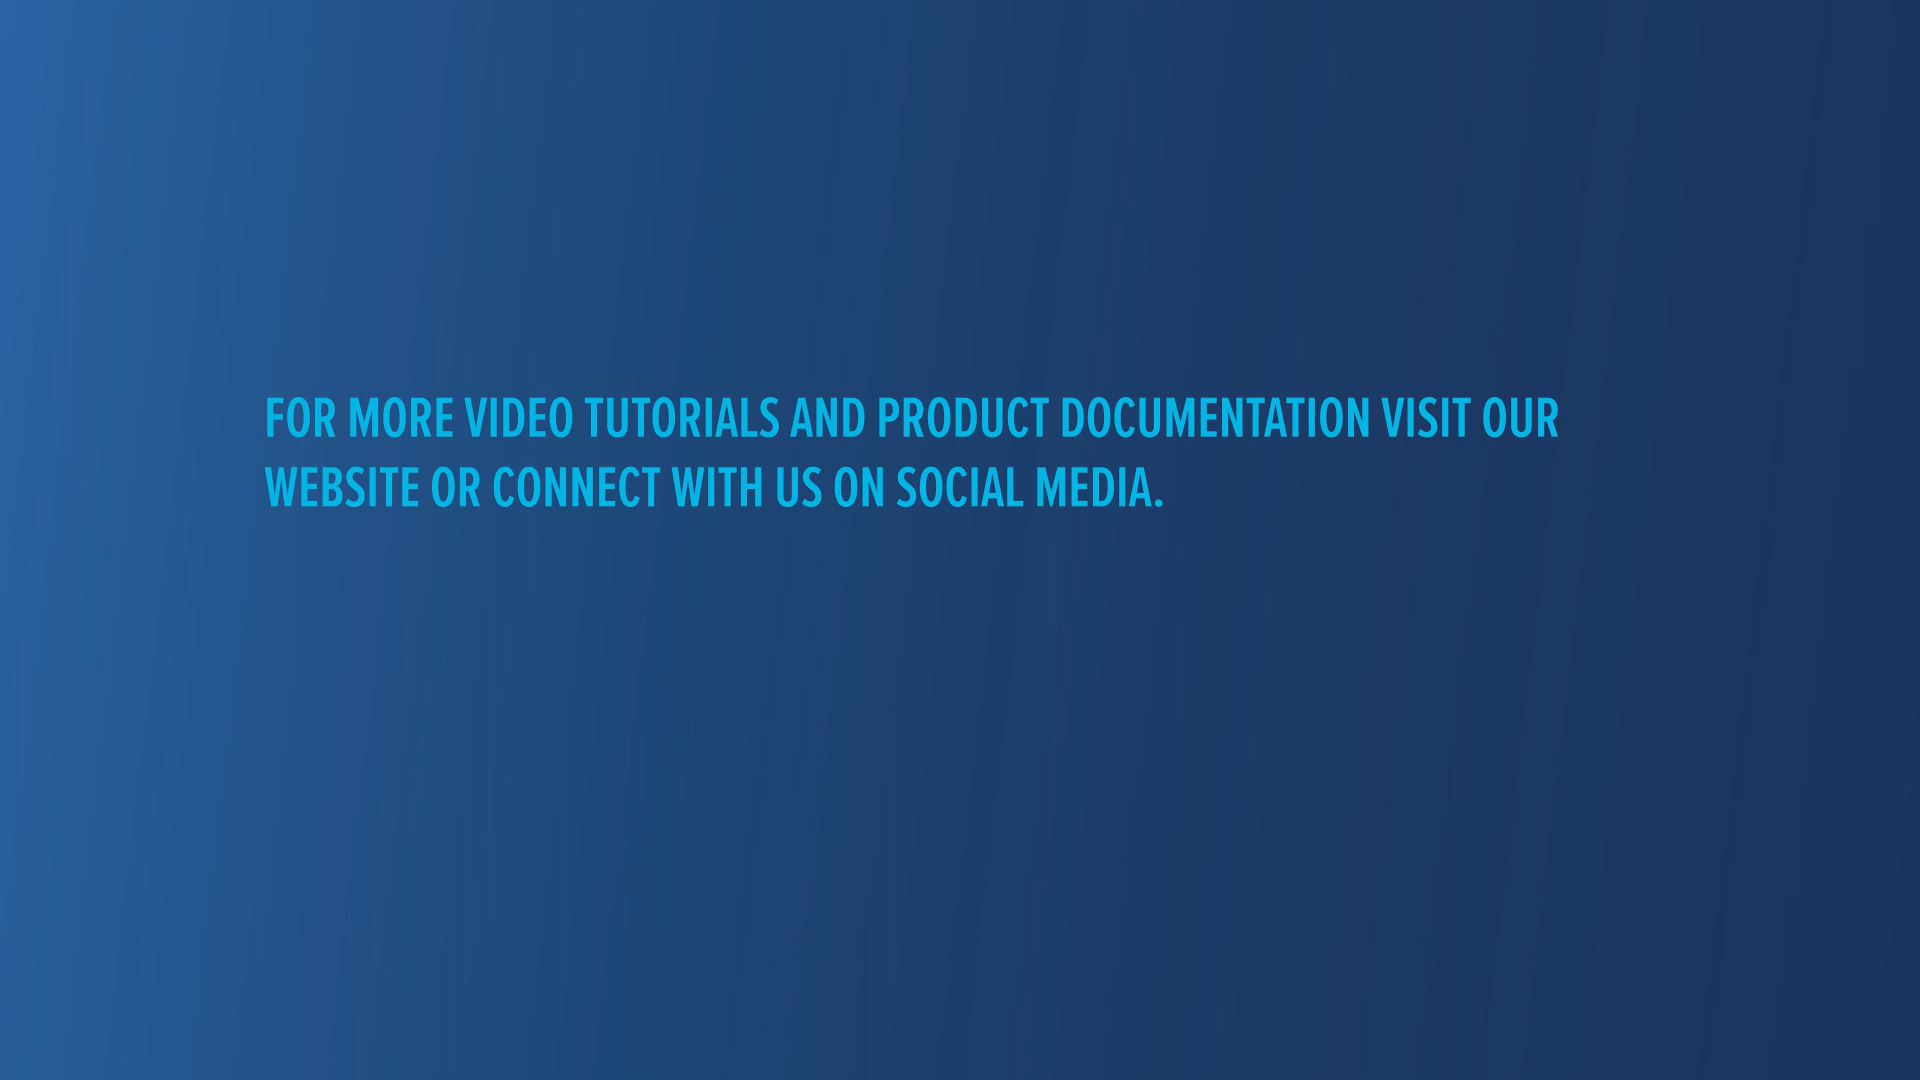 FOR MORE VIDEO TUTORIALS AND PRODUCT DOCUMENTATION VISIT OUR
WEBSITE OR CONNECT WITH US ON SOCIAL MEDIA.